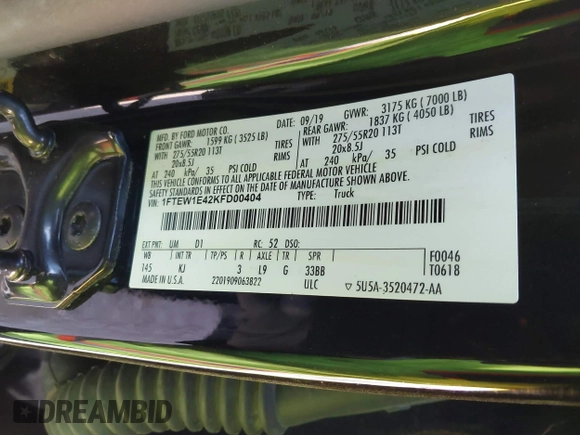 MFD. BY FORD MOTOR CO.
DATE: 09/19 GVWR: 3175 KG ( 7000 LB)
FRONT GAWR: 1599 KG ( 3525 LB) REAR GAWR: 1837 KG ( 4050 LB)
WITH 275/55R20 113T TIRES WITH 275/55R20 113T TIRES
20x8.5J RIMS 20x8.5J RIMS
AT 240 kPa/ 35 PSI COLD AT 240 kPa/ 35 PSI COLD
THIS VEHICLE CONFORMS TO ALL APPLICABLE FEDERAL MOTOR VEHICLE
SAFETY STANDARDS IN EFFECT ON THE DATE OF MANUFACTURE SHOWN ABOVE.
VIN: 1FTEW1E42KFD00404 TYPE: Truck
EXT PNT: UM D1 RC: 52 DSO: F0046
WB INT TR TP/PS R AXLE TR SPR T0618
145 KJ 3 L9 G 33BB
MADE IN U.S.A. 2201909063822 ULC ▽ 5U5A-3520472-AA
DREAMBID